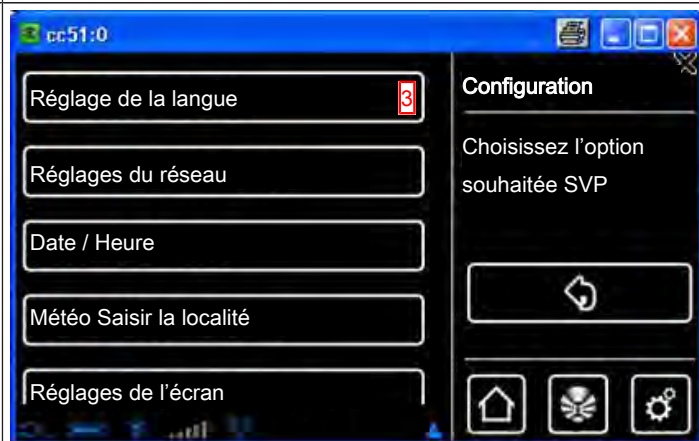 cc51:0
Réglage de la langue 3
Réglages du réseau
Date / Heure
Météo Saisir la localité
Réglages de l'écran
Configuration
Choisissez l'option
souhaitée SVP